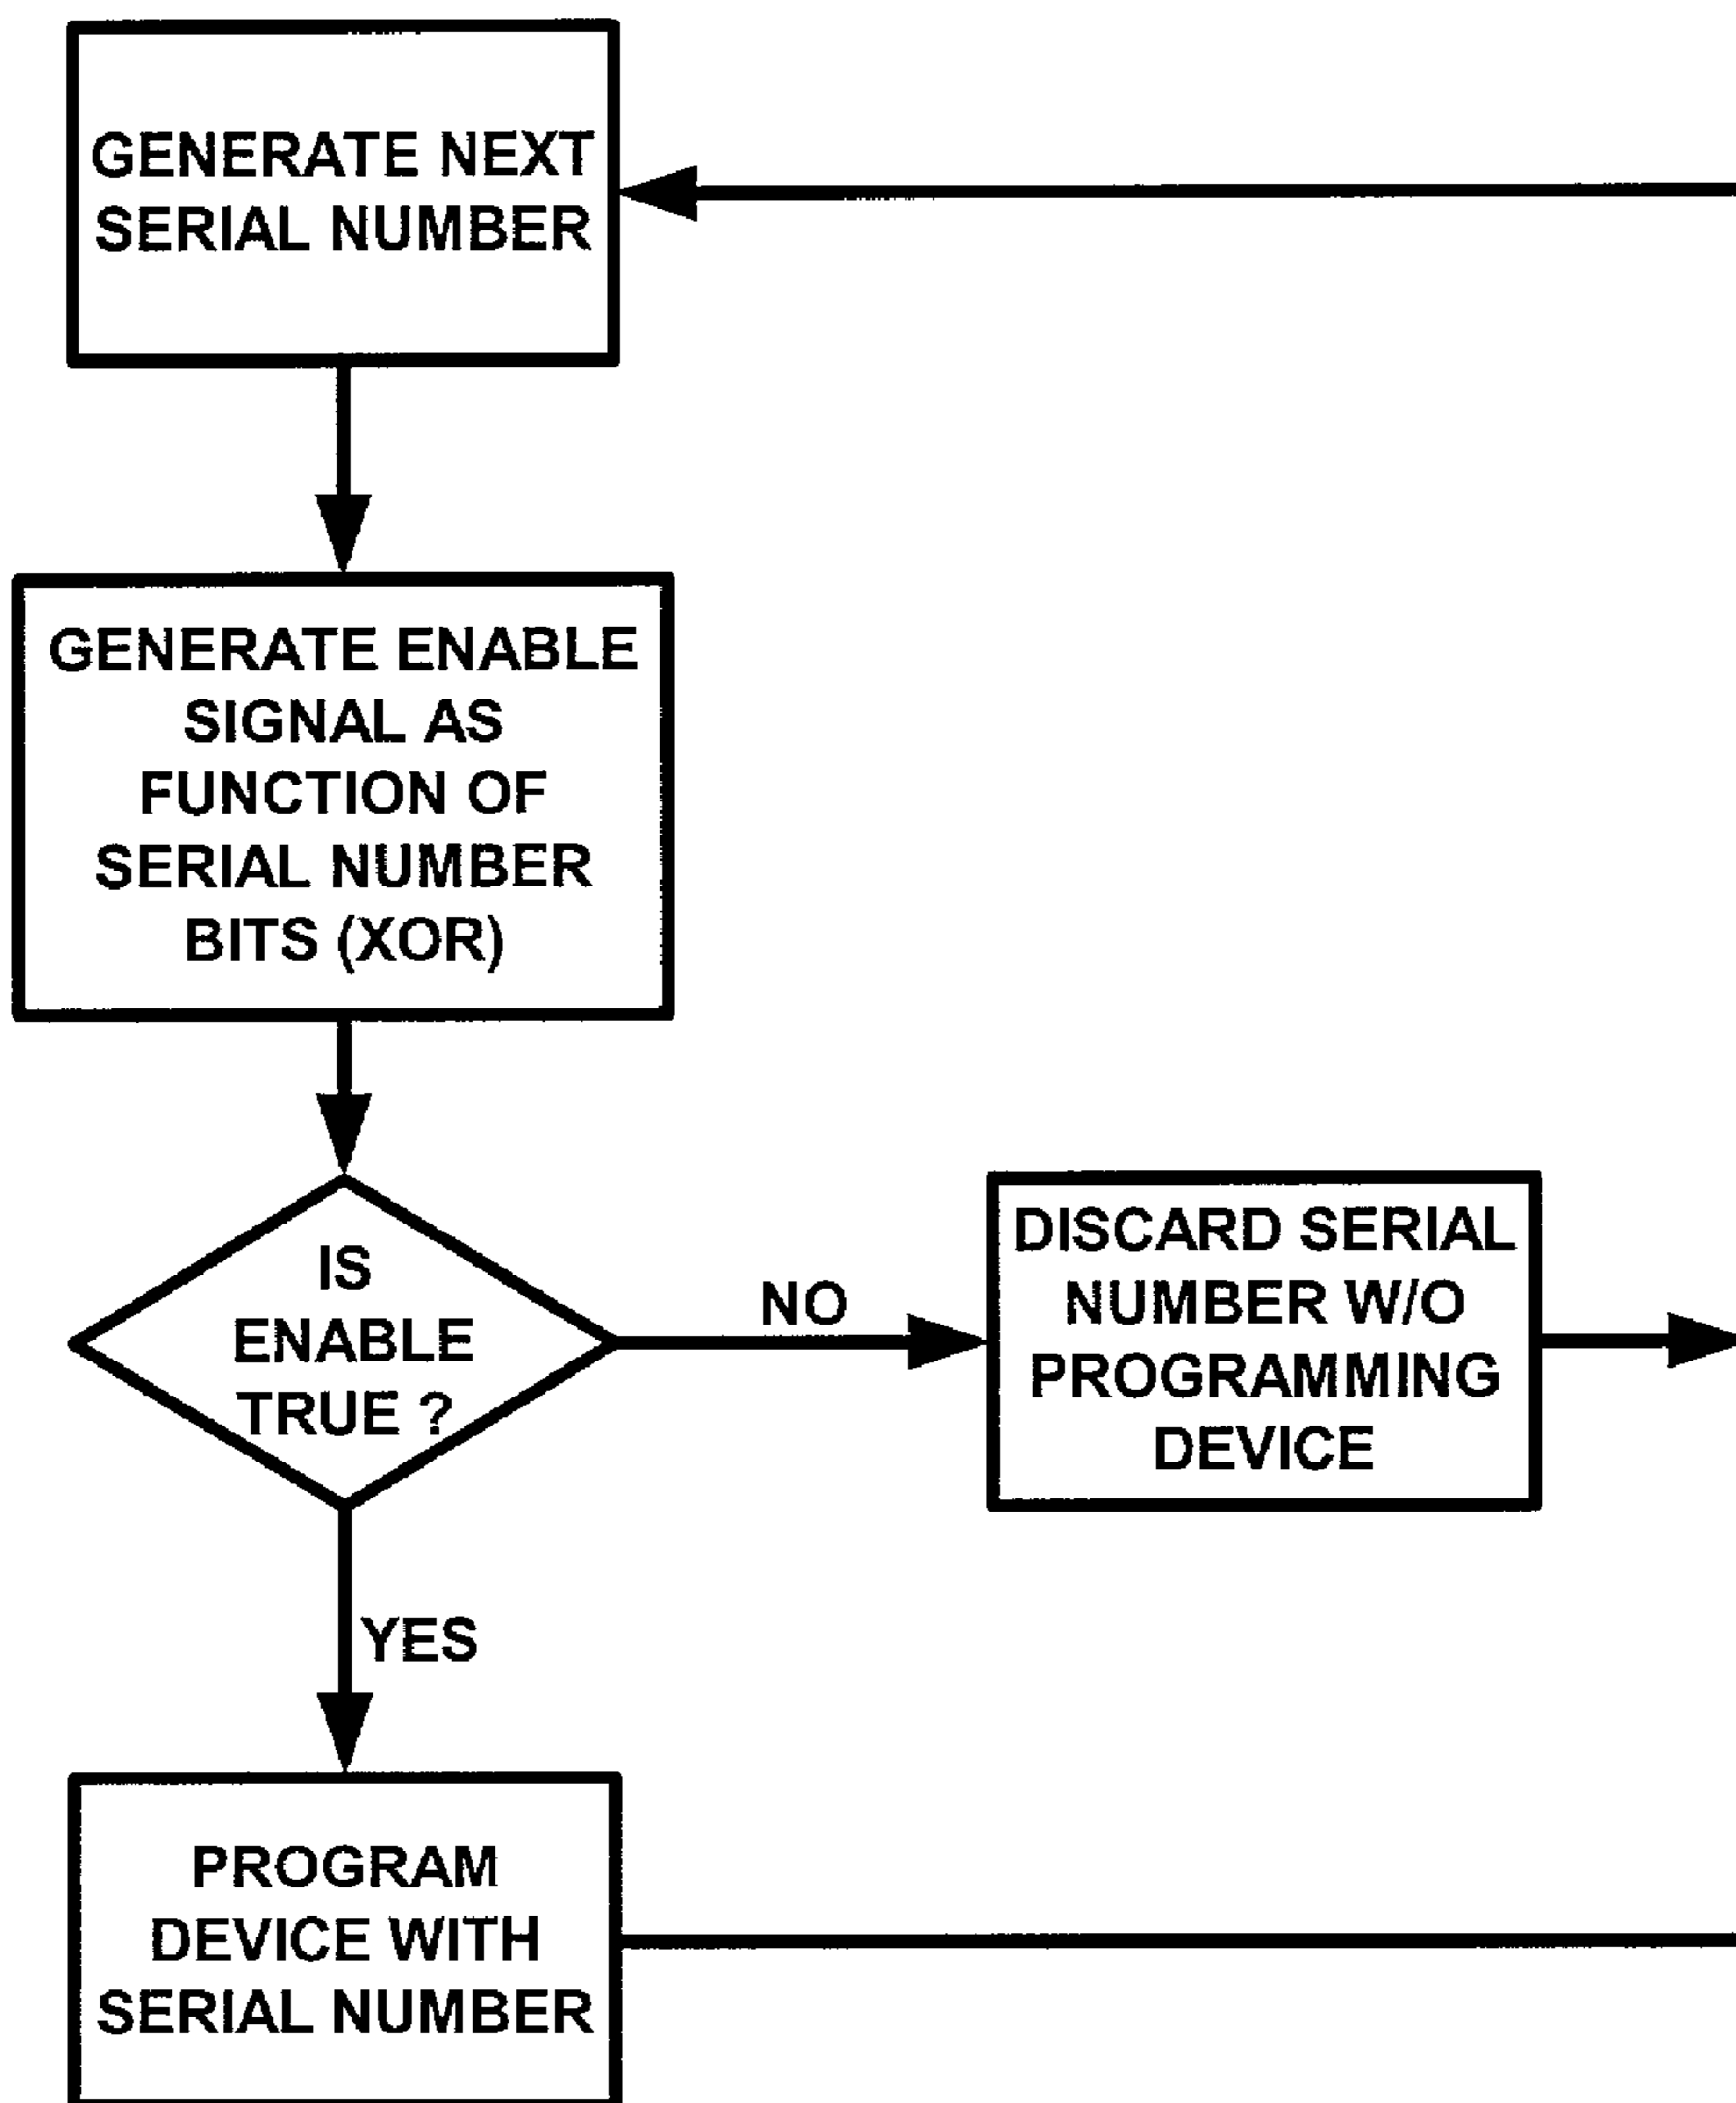 GENERATE NEXT
SERIAL NUMBER
GENERATE ENABLE
SIGNAL AS
FUNCTION OF
SERIAL NUMBER
BITS (XOR)
IS
ENABLE
TRUE ?
NO
DISCARD SERIAL
NUMBER W/O
PROGRAMMING
DEVICE
YES
PROGRAM
DEVICE WITH
SERIAL NUMBER